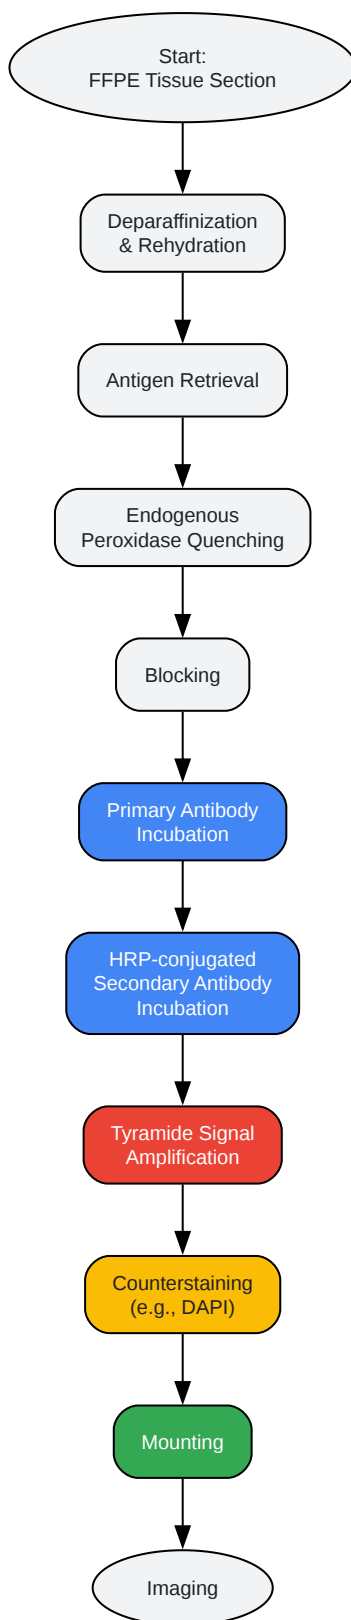 Start:
FFPE Tissue Section
Deparaffinization
& Rehydration
Antigen Retrieval
Endogenous
Peroxidase Quenching
Blocking
Primary Antibody
Incubation
HRP-conjugated
Secondary Antibody
Incubation
Tyramide Signal
Amplification
Counterstaining
(e.g., DAPI)
Mounting
Imaging